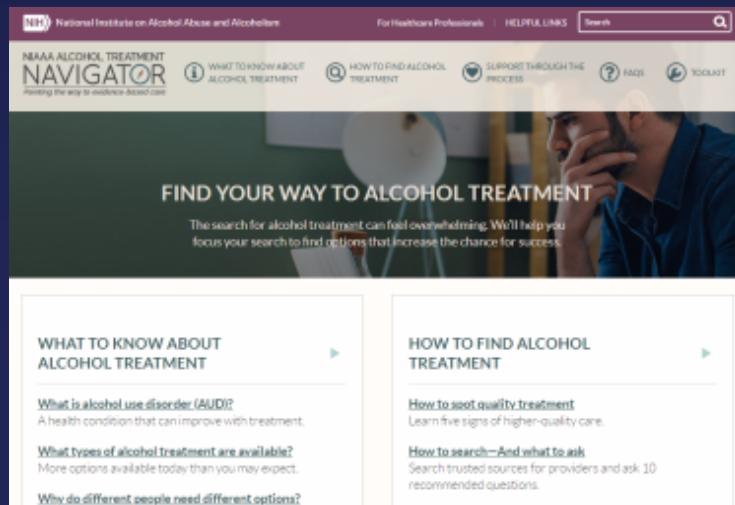 NIH National Institute on Alcohol Abuse and Alcoholism
For Healthcare Professionals
HELPFUL LINKS
Search
NIAAA ALCOHOL TREATMENT
NAVIGATOR
Pointing the way to evidence-based care
WHAT TO KNOW ABOUT
ALCOHOL TREATMENT
HOW TO FIND ALCOHOL
TREATMENT
SUPPORT THROUGH THE
PROCESS
FAQS
TOOLKIT
FIND YOUR WAY TO ALCOHOL TREATMENT
The search for alcohol treatment can feel overwhelming. We'll help you
focus your search to find options that increase the chance for success.
WHAT TO KNOW ABOUT
ALCOHOL TREATMENT
What is alcohol use disorder (AUD)?
A health condition that can improve with treatment.
What types of alcohol treatment are available?
More options available today than you may expect.
Why do different people need different options?
HOW TO FIND ALCOHOL
TREATMENT
How to spot quality treatment
Learn five signs of higher-quality care.
How to search—And what to ask
Search trusted sources for providers and ask 10
recommended questions.